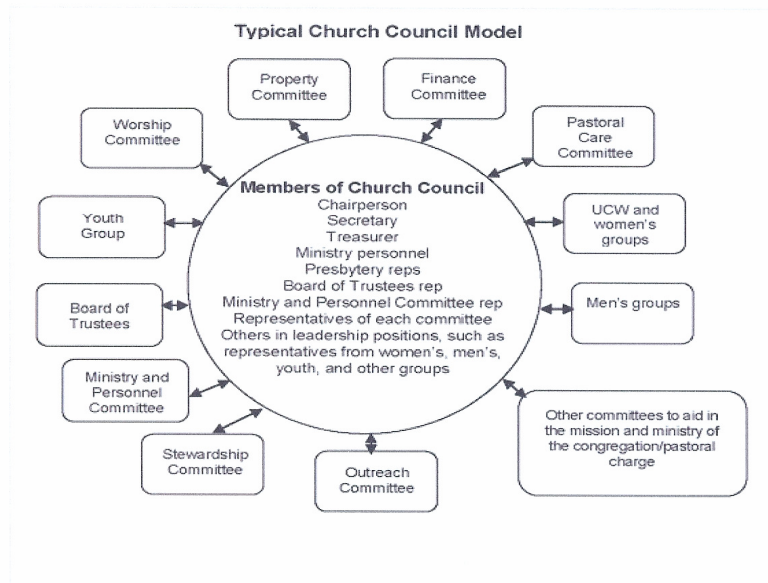 Typical Church Council Model
Property
Committee
Finance
Committee
Worship
Committee
Pastoral
Care
Committee
Youth
Group
UCW and
women's
groups
Board of
Trustees
Men's groups
Ministry and
Personnel
Committee
Stewardship
Committee
Outreach
Committee
Other committees to aid in
the mission and ministry of
the congregation/pastoral
charge
Members of Church Council
Chairperson
Secretary
Treasurer
Ministry personnel
Presbytery reps
Board of Trustees rep
Ministry and Personnel Committee rep
Representatives of each committee
Others in leadership positions, such as
representatives from women's, men's,
youth, and other groups